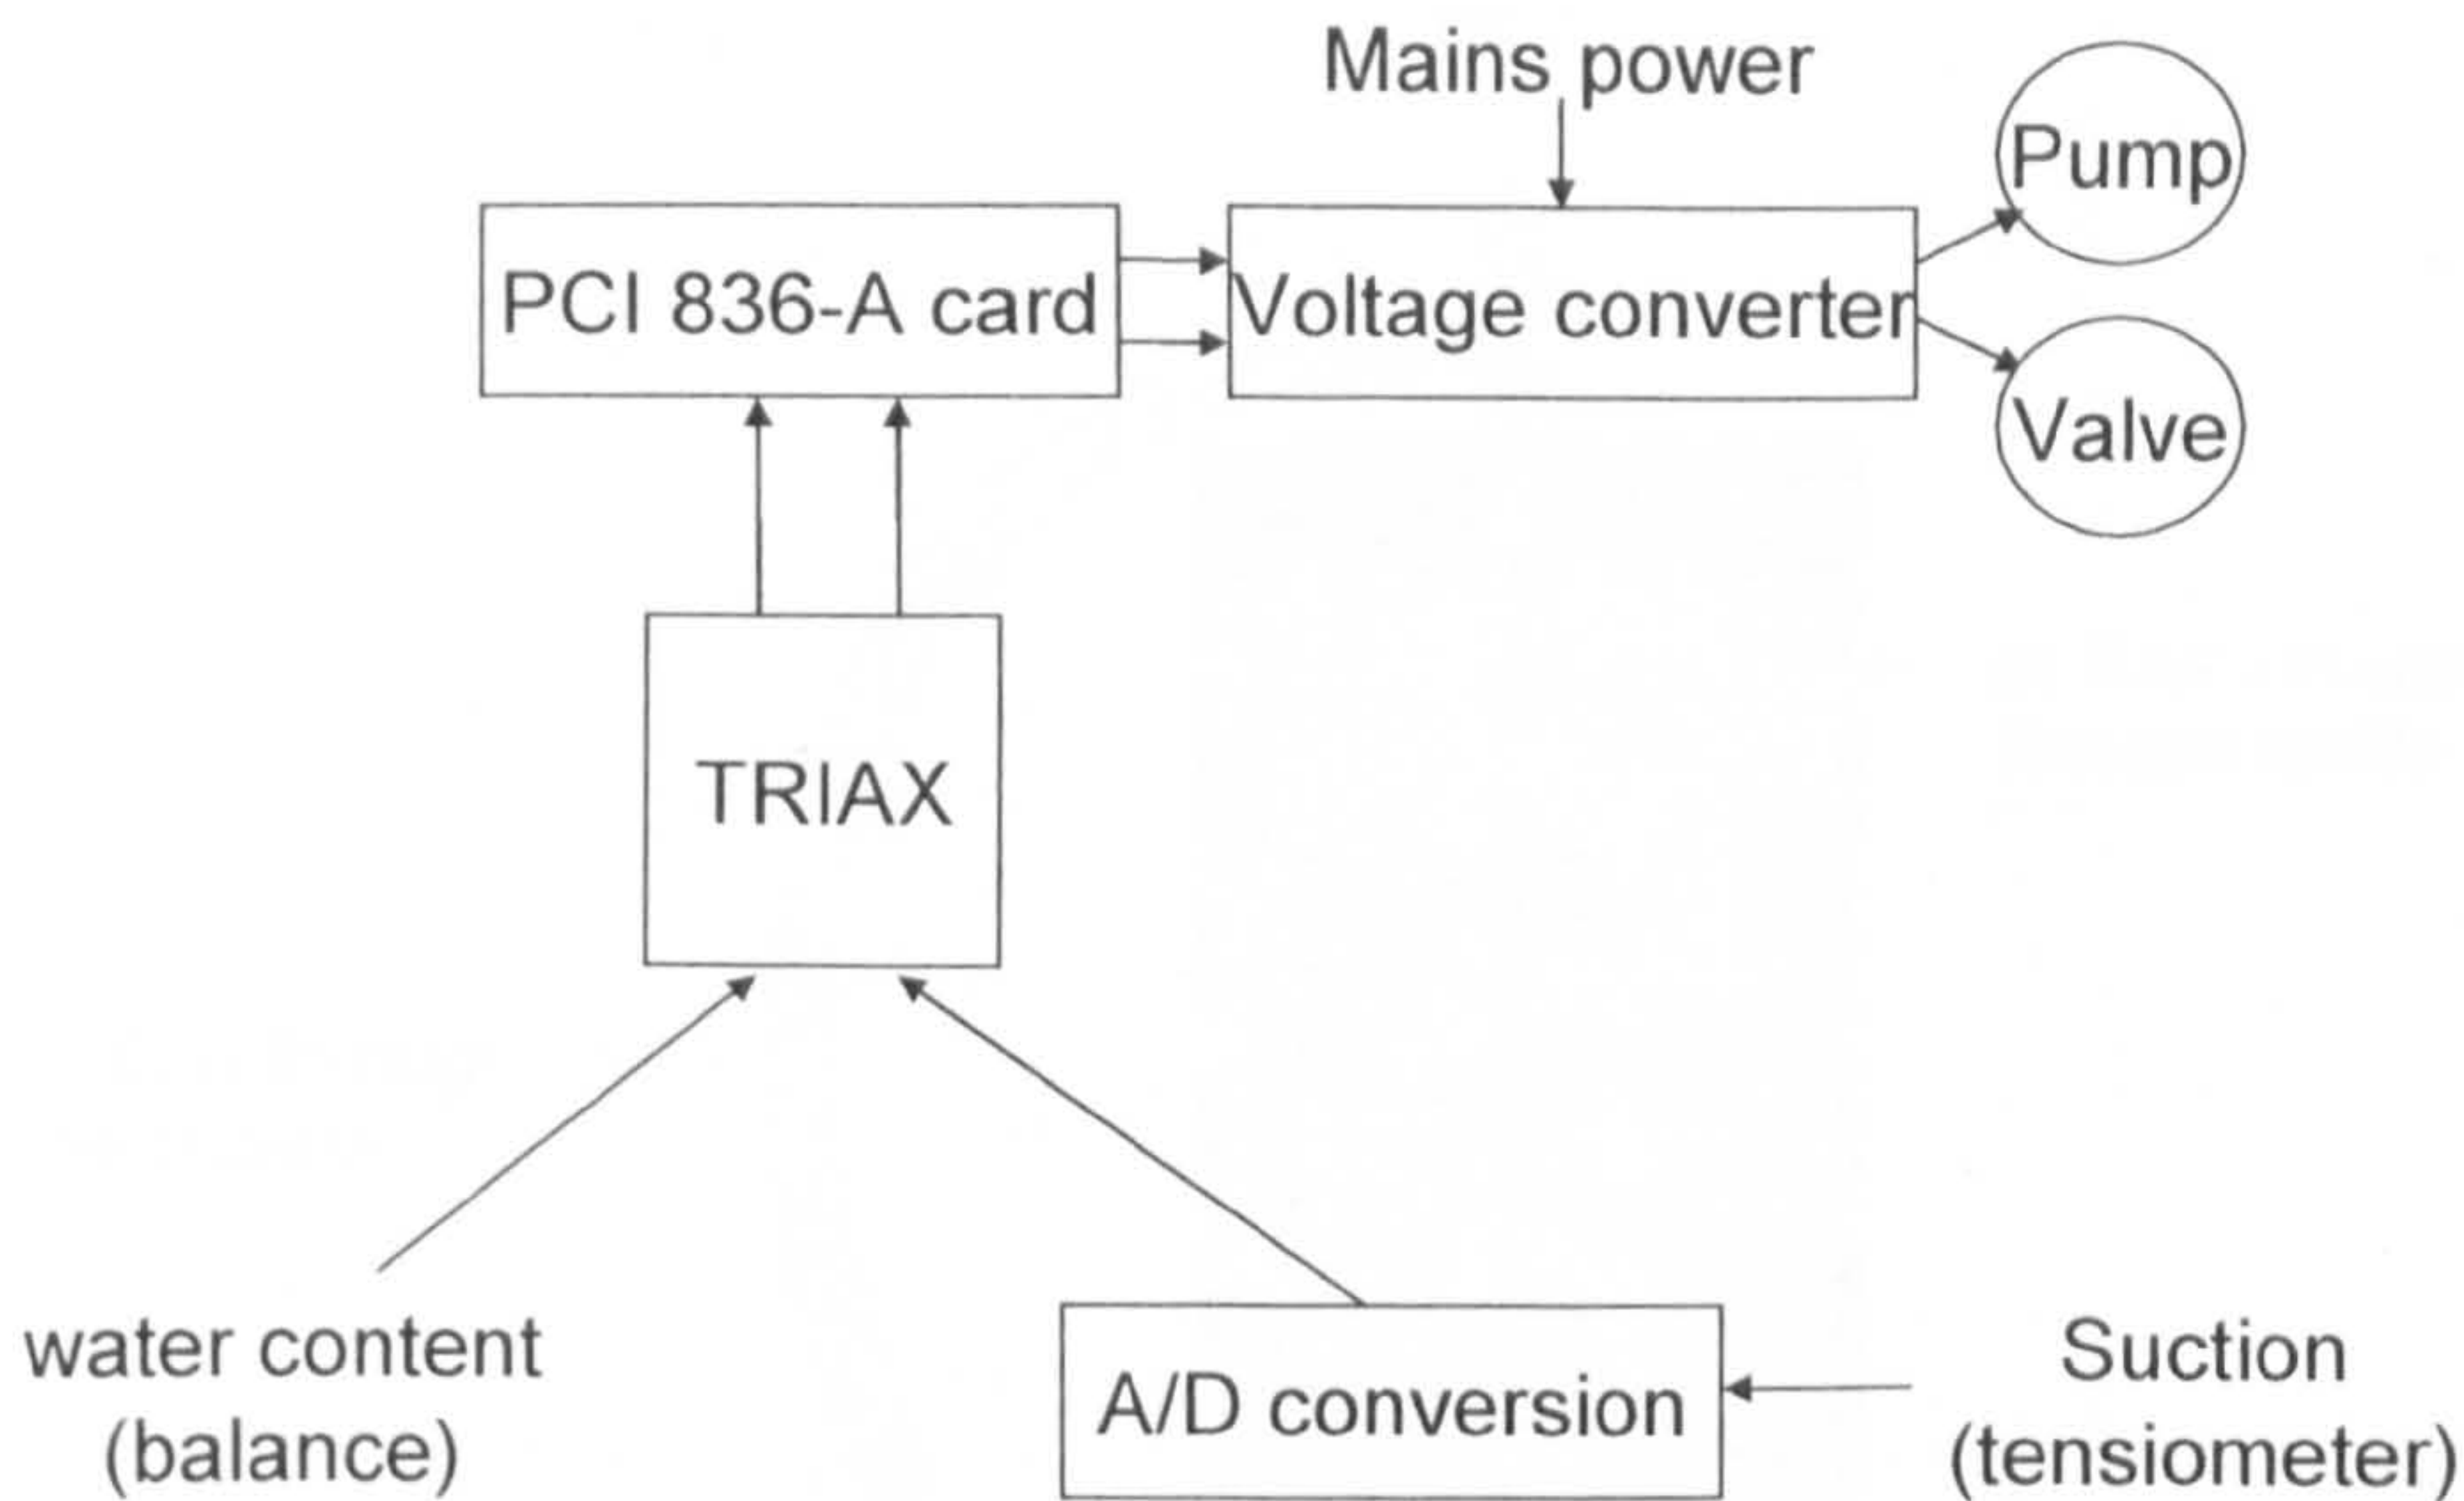 Mains power
Pump
PCI 836-A card
Voltage converter
Valve
TRIAX
water content
(balance)
A/D conversion
Suction
(tensiometer)